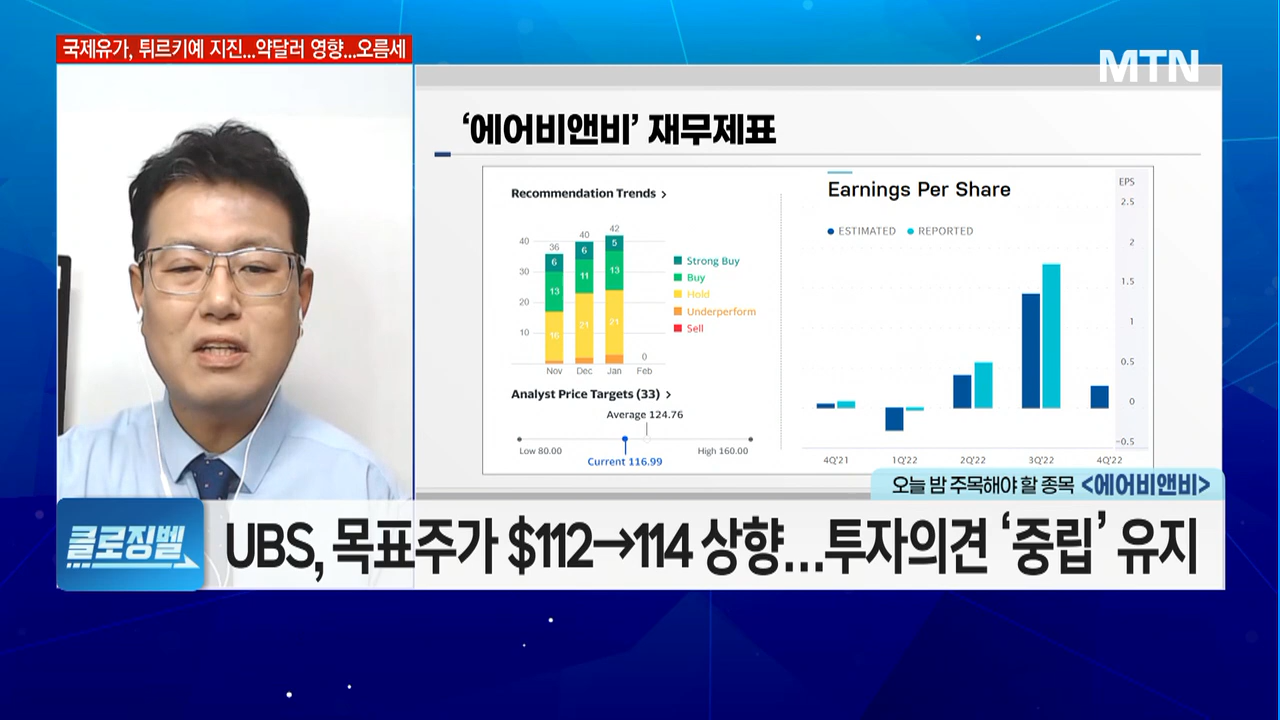 국제유가, 튀르키예 지진...약달러 영향...오름세
MTN
‘에어비앤비’ 재무제표
Recommendation Trends >
40
30
20
10
36
6
13
16
40
6
11
21
42
5
13
21
0
Nov Dec Jan Feb
Strong Buy
Buy
Hold
Underperform
Sell
Analyst Price Targets (33) >
Average 124.76
Low 80.00
High 160.00
Current 116.99
Earnings Per Share
ESTIMATED REPORTED
EPS
2.5
2
1.5
1
0.5
0
-0.5
4Q'21 1Q'22 2Q'22 3Q'22 4Q'22
오늘 밤 주목해야 할 종목 <에어비앤비>
클로징벨
UBS, 목표주가 $112→114 상향...투자의견 ‘중립’ 유지